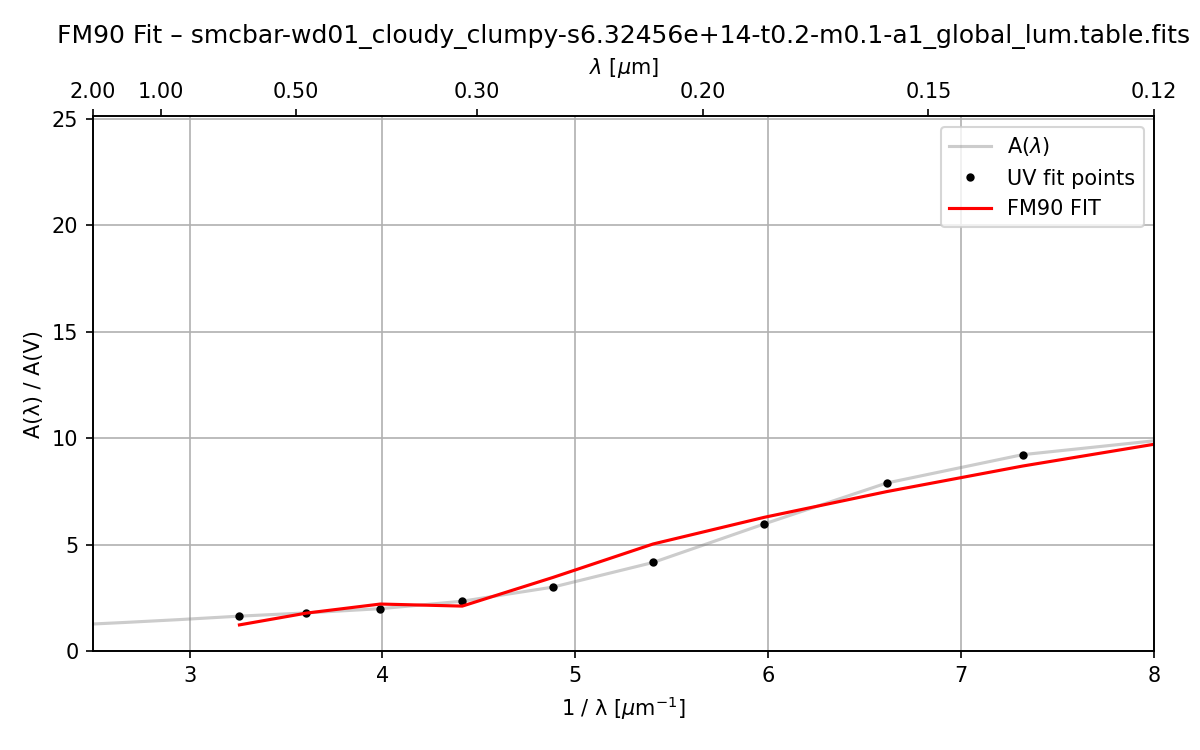 FM90 Fit – smcbar-wd01_cloudy_clumpy-s6.32456e+14-t0.2-m0.1-a1_global_lum.table.fits
λ [μm]
2.00 1.00 0.50 0.30 0.20 0.15 0.12
A(λ)
UV fit points
FM90 FIT
A(λ) / A(V)
25
20
15
10
5
0
3 4 5 6 7 8
1 / λ [μm⁻¹]